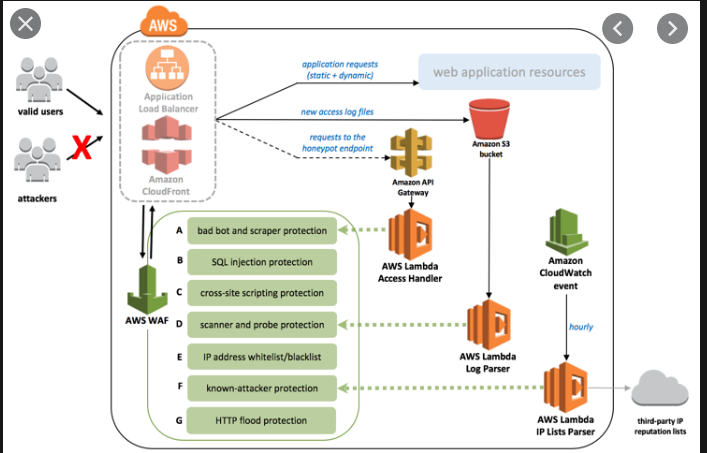 AWS
valid users
attackers
X
Application
Load Balancer
Amazon
CloudFront
application requests
(static + dynamic)
web application resources
new access log files
Amazon S3
bucket
requests to the
honeypot endpoint
Amazon API
Gateway
AWS Lambda
Access Handler
Amazon
CloudWatch
event
hourly
AWS WAF
A bad bot and scraper protection
B SQL injection protection
C cross-site scripting protection
D scanner and probe protection
E IP address whitelist/blacklist
F known-attacker protection
G HTTP flood protection
AWS Lambda
Log Parser
AWS Lambda
IP Lists Parser
third-party IP
reputation lists